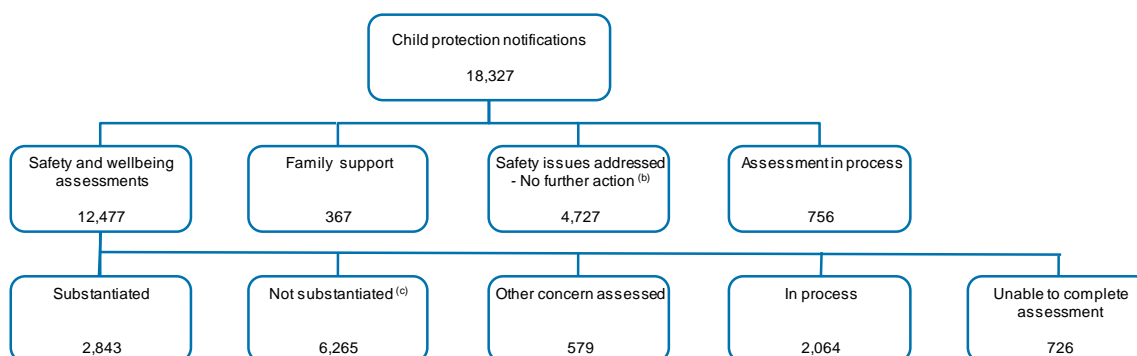 Child protection notifications
18,327
Safety and wellbeing
assessments
12,477
Family support
367
Safety issues addressed
- No further action (b)
4,727
Assessment in process
756
Substantiated
2,843
Not substantiated (c)
6,265
Other concern assessed
579
In process
2,064
Unable to complete
assessment
726